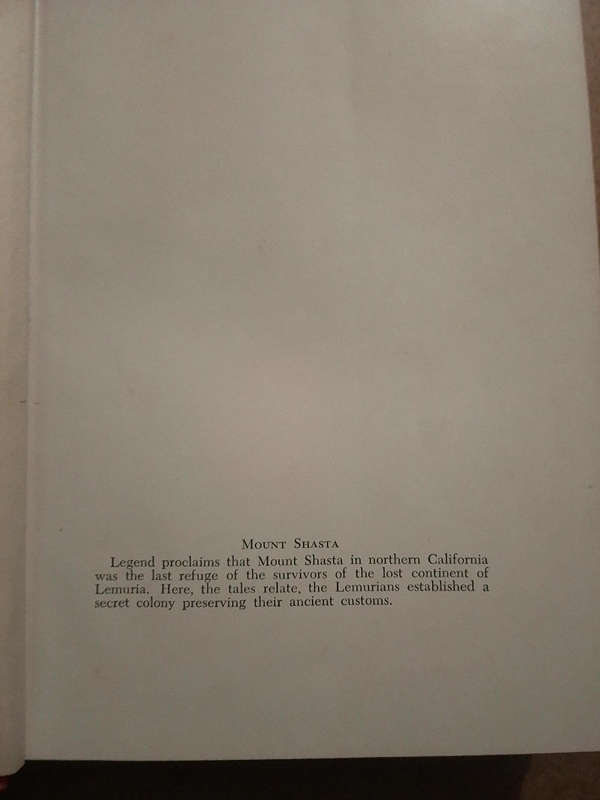 Mount Shasta
Legend proclaims that Mount Shasta in northern California
was the last refuge of the survivors of the lost continent of
Lemuria. Here, the tales relate, the Lemurians established a
secret colony preserving their ancient customs.